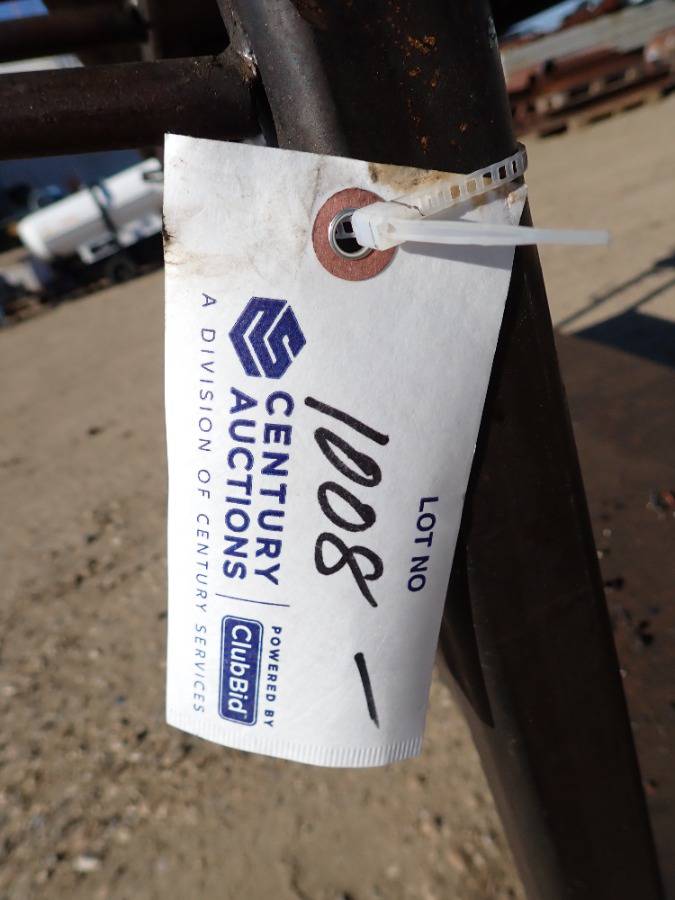 LOT NO
1008 -
CENTURY
AUCTIONS
POWERED BY
ClubBid
A DIVISION OF CENTURY SERVICES